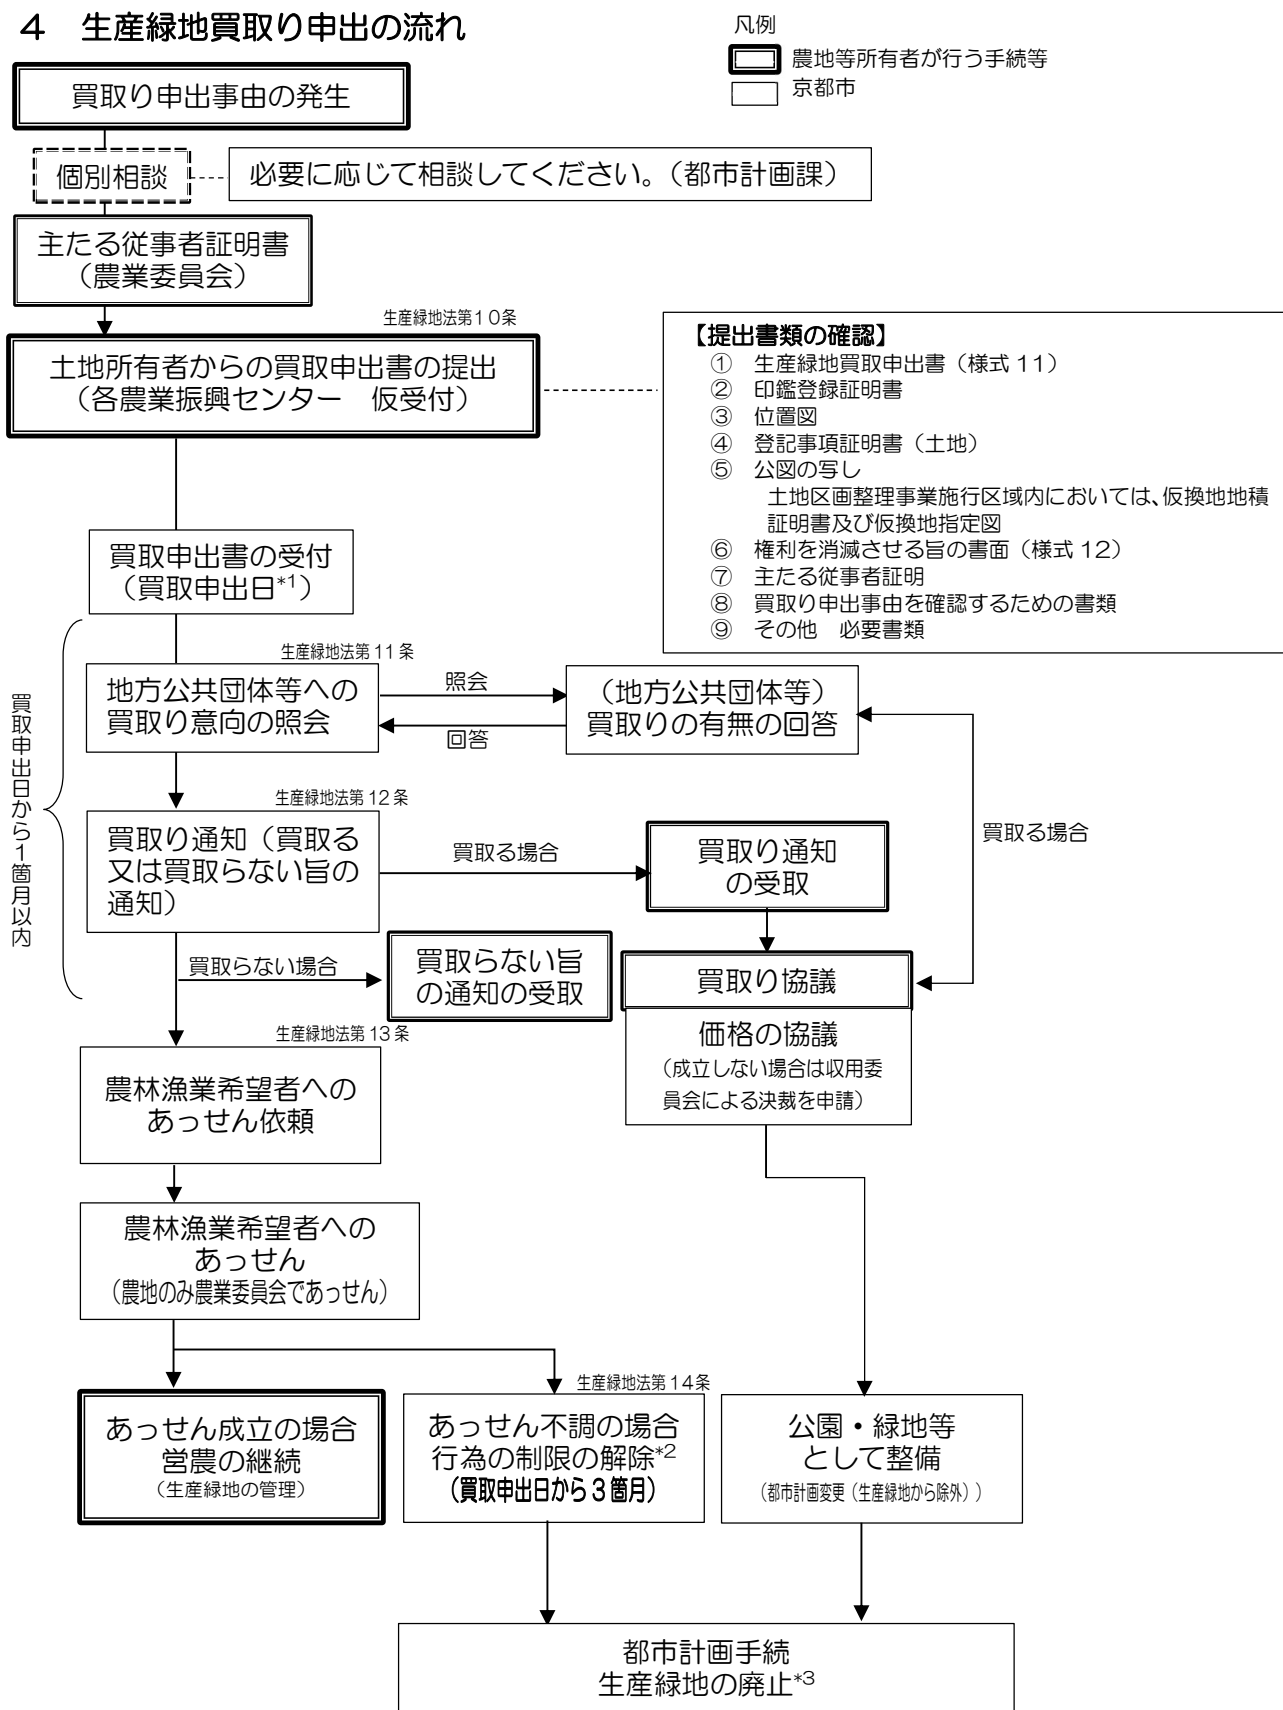 4　生産緑地買取り申出の流れ
凡例
農地等所有者が行う手続等
京都市
買取り申出事由の発生
個別相談
必要に応じて相談してください。（都市計画課）
主たる従事者証明書
（農業委員会）
生産緑地法第10条
土地所有者からの買取申出書の提出
（各農業振興センター　仮受付）
【提出書類の確認】
①　生産緑地買取申出書（様式 11）
②　印鑑登録証明書
③　位置図
④　登記事項証明書（土地）
⑤　公図の写し
土地区画整理事業施行区域内においては、仮換地地積
証明書及び仮換地指定図
⑥　権利を消滅させる旨の書面（様式 12）
⑦　主たる従事者証明
⑧　買取り申出事由を確認するための書類
⑨　その他　必要書類
買取申出書の受付
（買取申出日*1）
買取申出日から1箇月以内
生産緑地法第 11 条
地方公共団体等への
買取り意向の照会
照会
回答
（地方公共団体等）
買取りの有無の回答
買取る場合
生産緑地法第 12 条
買取り通知（買取る
又は買取らない旨の
通知）
買取る場合
買取り通知
の受取
買取らない場合
買取らない旨
の通知の受取
買取り協議
価格の協議
（成立しない場合は収用委
員会による決裁を申請）
生産緑地法第 13 条
農林漁業希望者への
あっせん依頼
農林漁業希望者への
あっせん
（農地のみ農業委員会であっせん）
あっせん成立の場合
営農の継続
（生産緑地の管理）
生産緑地法第 14条
あっせん不調の場合
行為の制限の解除*2
（買取申出日から 3 箇月）
公園・緑地等
として整備
（都市計画変更（生産緑地から除外））
都市計画手続
生産緑地の廃止*3